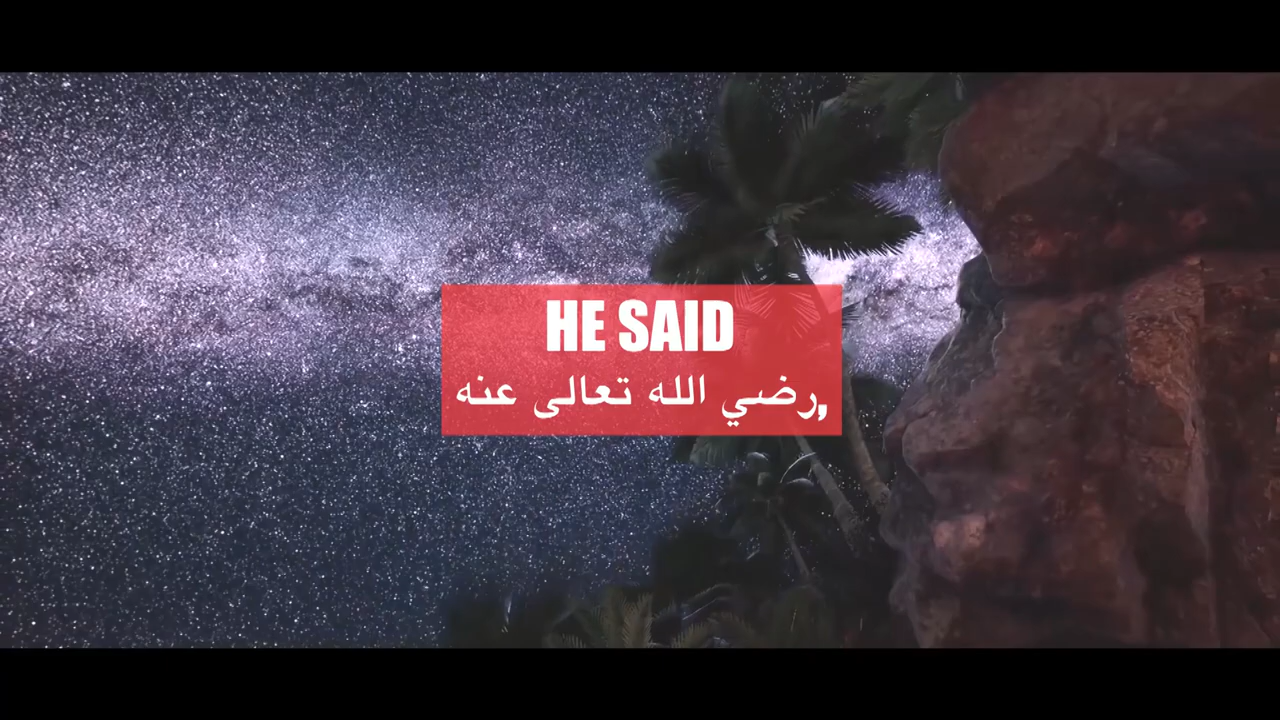 HE SAID
رضي الله تعالى عنه,